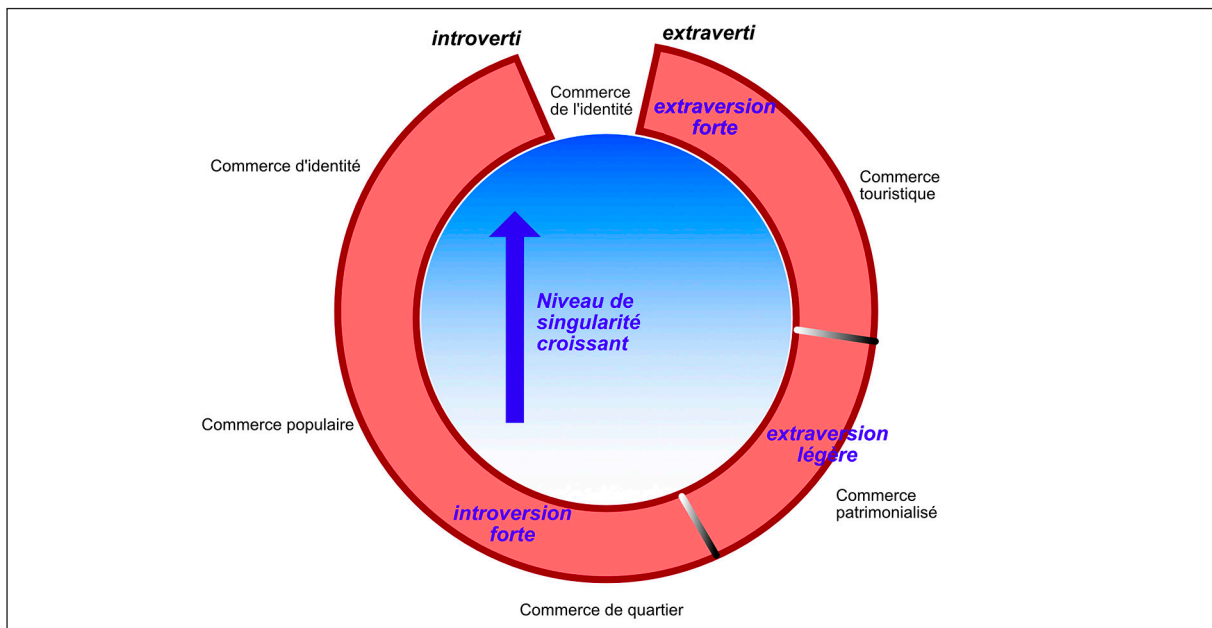 introverti
extraverti
Commerce
de l'identité
extraversion
forte
Commerce d'identité
Commerce
touristique
Niveau de
singularité
croissant
Commerce populaire
extraversion
légère
Commerce
patrimonialisé
introversion
forte
Commerce de quartier